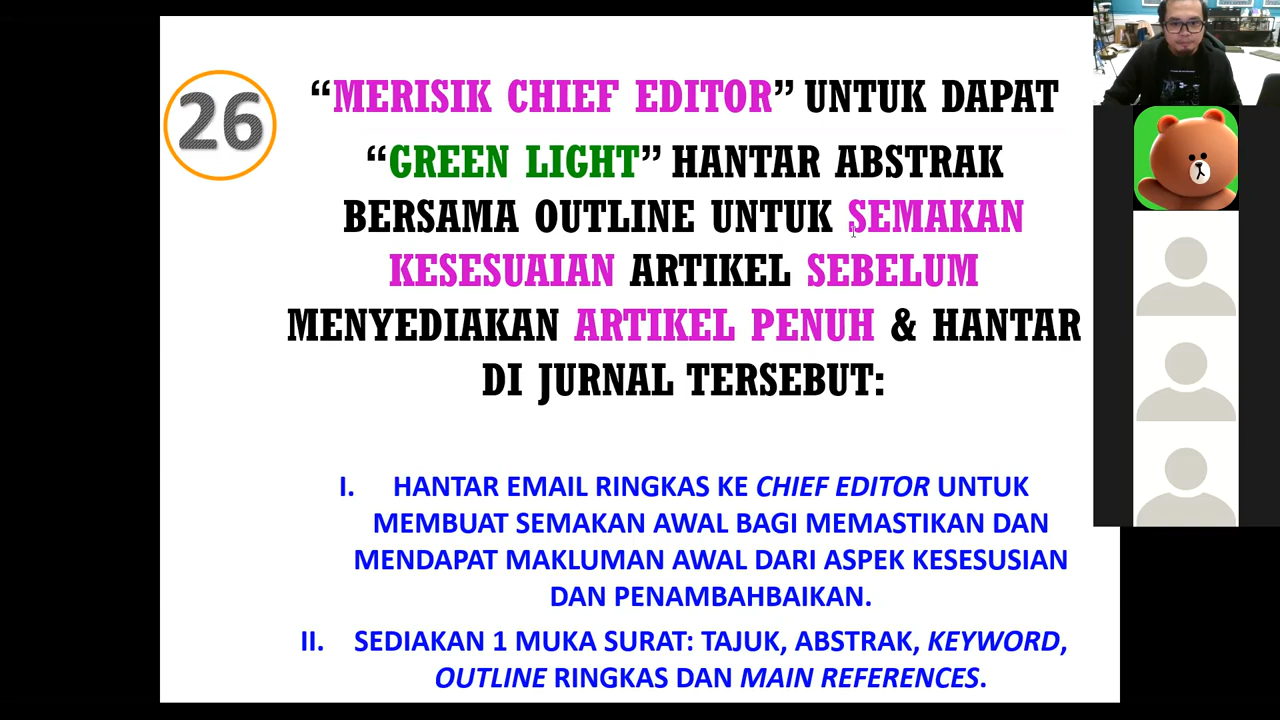 26
“MERISIK CHIEF EDITOR” UNTUK DAPAT
“GREEN LIGHT” HANTAR ABSTRAK
BERSAMA OUTLINE UNTUK SEMAKAN
KESESUAIAN ARTIKEL SEBELUM
MENYEDIAKAN ARTIKEL PENUH & HANTAR
DI JURNAL TERSEBUT:
I. HANTAR EMAIL RINGKAS KE CHIEF EDITOR UNTUK
MEMBUAT SEMAKAN AWAL BAGI MEMASTIKAN DAN
MENDAPAT MAKLUMAN AWAL DARI ASPEK KESESUSIAN
DAN PENAMBAHBAIKAN.
II. SEDIAKAN 1 MUKA SURAT: TAJUK, ABSTRAK, KEYWORD,
OUTLINE RINGKAS DAN MAIN REFERENCES.